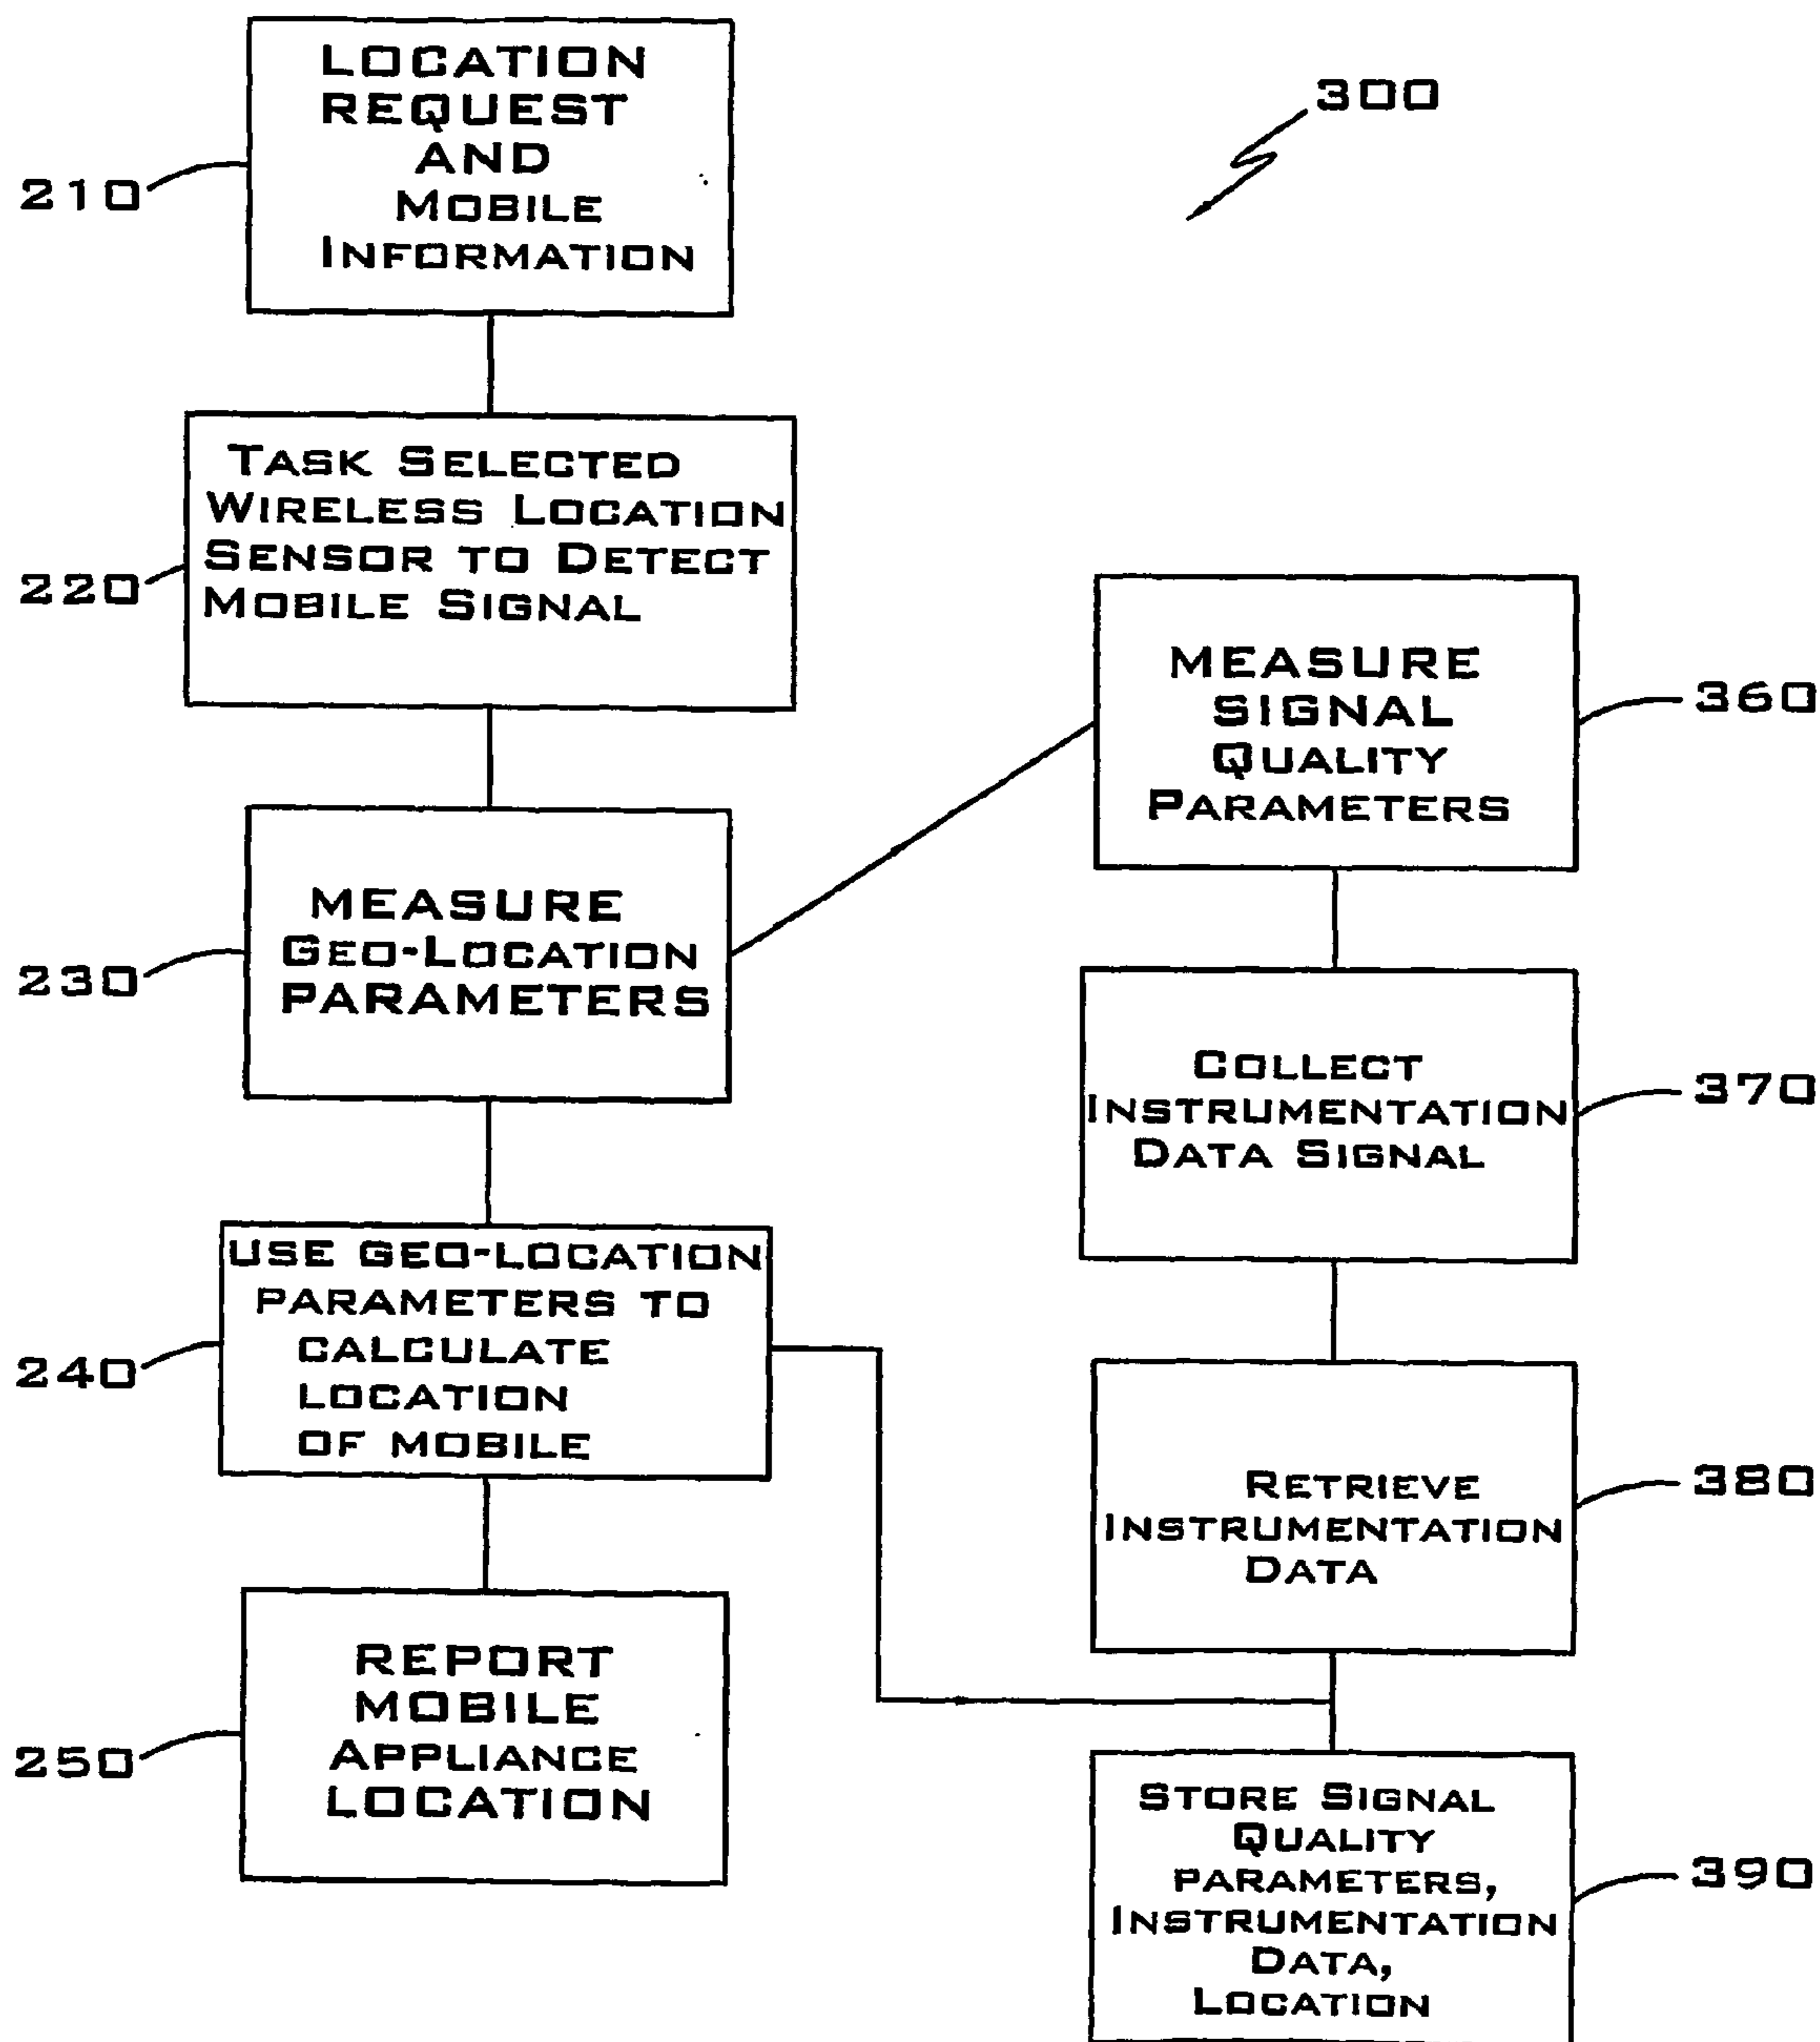 LOCATION
REQUEST
AND
MOBILE
INFORMATION
210
300
TASK SELECTED
WIRELESS LOCATION
SENSOR TO DETECT
MOBILE SIGNAL
220
MEASURE
GEO-LOCATION
PARAMETERS
230
USE GEO-LOCATION
PARAMETERS TO
CALCULATE
LOCATION
OF MOBILE
240
REPORT
MOBILE
APPLIANCE
LOCATION
250
MEASURE
SIGNAL
QUALITY
PARAMETERS
360
COLLECT
INSTRUMENTATION
DATA SIGNAL
370
RETRIEVE
INSTRUMENTATION
DATA
380
STORE SIGNAL
QUALITY
PARAMETERS,
INSTRUMENTATION
DATA,
LOCATION
390